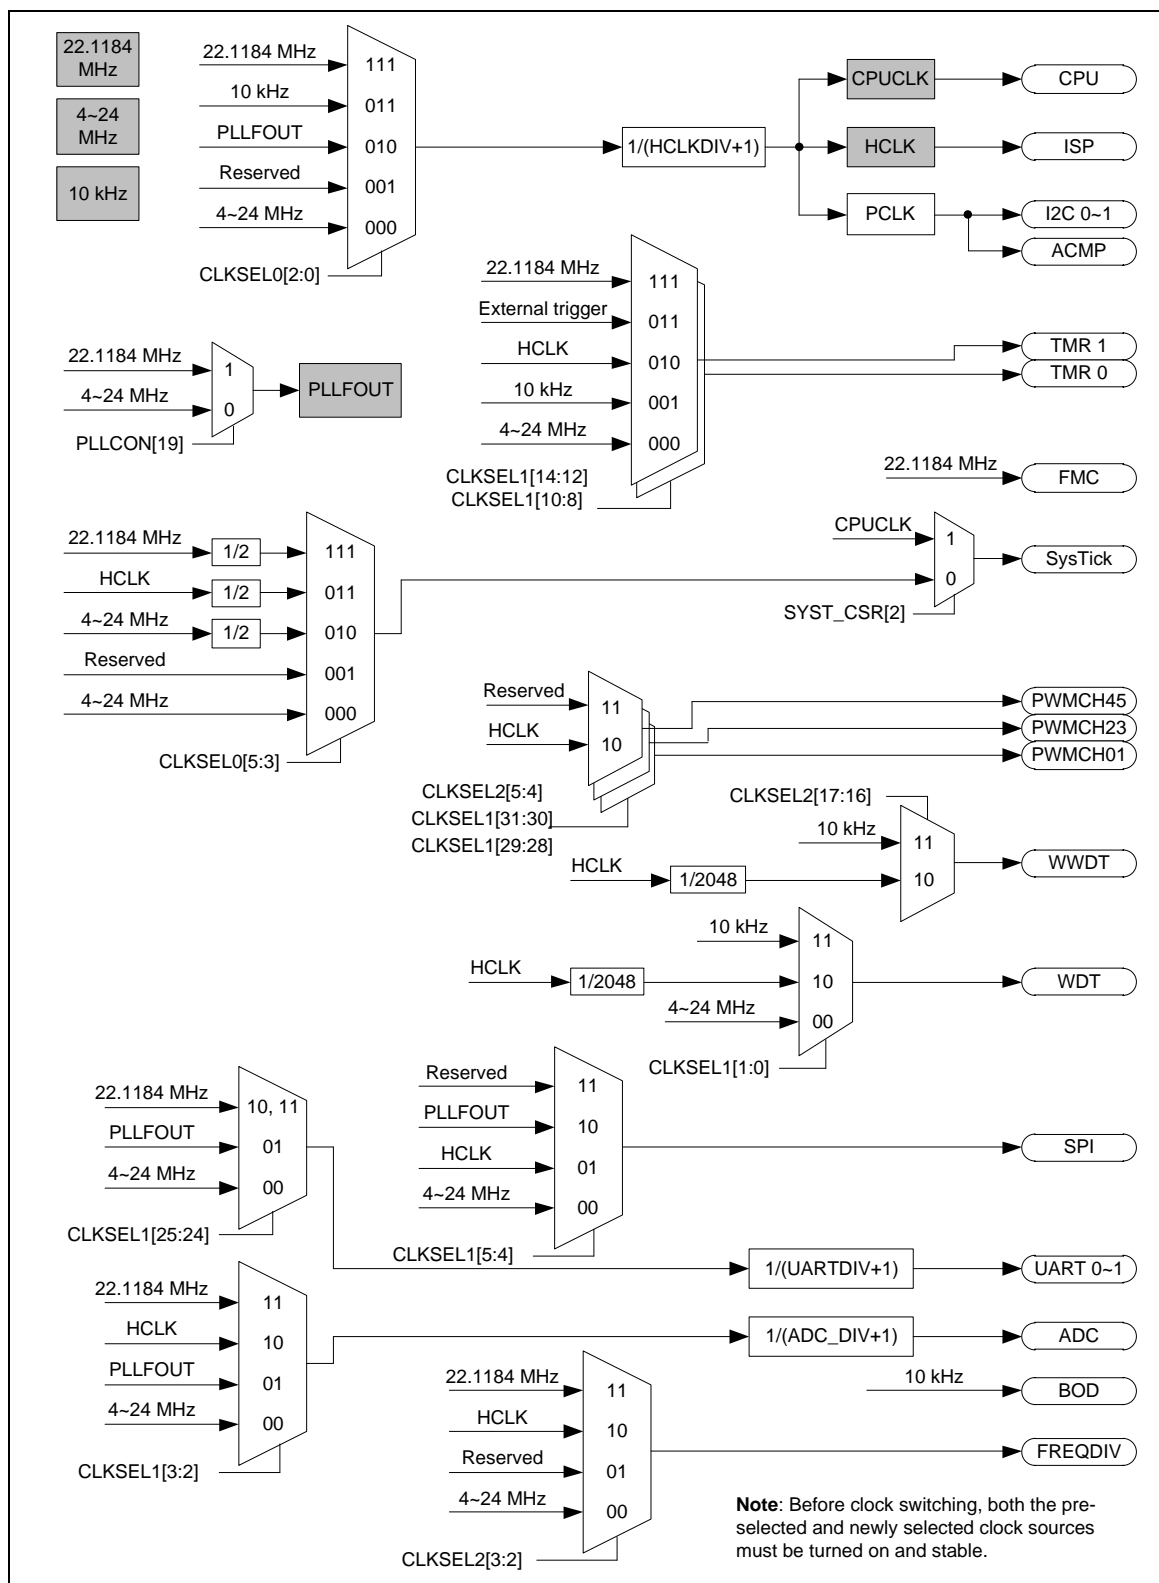 22.1184
MHz
4~24
MHz
10 kHz
22.1184 MHz
10 kHz
PLLFOUT
Reserved
4~24 MHz
111
011
010
001
000
CLKSEL0[2:0]
1/(HCLKDIV+1)
CPUCLK
HCLK
PCLK
CPU
ISP
I2C 0~1
ACMP
22.1184 MHz
External trigger
HCLK
10 kHz
4~24 MHz
111
011
010
001
000
CLKSEL1[14:12]
CLKSEL1[10:8]
TMR 1
TMR 0
22.1184 MHz
4~24 MHz
1
0
PLLCON[19]
PLLFOUT
22.1184 MHz
FMC
22.1184 MHz
HCLK
4~24 MHz
Reserved
4~24 MHz
1/2
1/2
1/2
111
011
010
001
000
CLKSEL0[5:3]
CPUCLK
1
0
SYST_CSR[2]
SysTick
Reserved
HCLK
11
10
CLKSEL2[5:4]
CLKSEL1[31:30]
CLKSEL1[29:28]
PWMCH45
PWMCH23
PWMCH01
CLKSEL2[17:16]
10 kHz
HCLK
1/2048
11
10
WWDT
10 kHz
HCLK
1/2048
4~24 MHz
11
10
00
CLKSEL1[1:0]
WDT
Reserved
PLLFOUT
HCLK
4~24 MHz
11
10
01
00
CLKSEL1[5:4]
SPI
22.1184 MHz
PLLFOUT
4~24 MHz
10, 11
01
00
CLKSEL1[25:24]
1/(UARTDIV+1)
UART 0~1
22.1184 MHz
HCLK
PLLFOUT
4~24 MHz
11
10
01
00
CLKSEL1[3:2]
1/(ADC_DIV+1)
ADC
10 kHz
BOD
22.1184 MHz
HCLK
Reserved
4~24 MHz
11
10
01
00
CLKSEL2[3:2]
FREQDIV
Note: Before clock switching, both the pre-
selected and newly selected clock sources
must be turned on and stable.